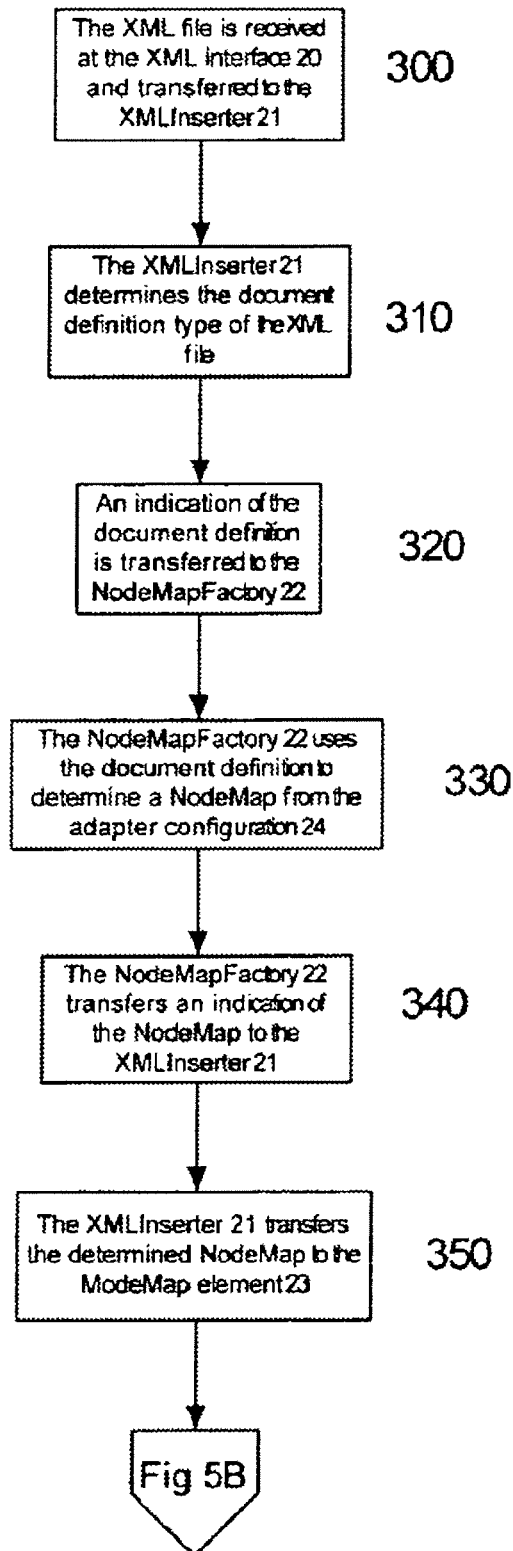 The XML file is received
at the XML interface 20
and transferred to the
XMLInserter 21
300
The XMLInserter 21
determines the document
definition type of the XML
file
310
An indication of the
document definition
is transferred to the
NodeMapFactory 22
320
The NodeMapFactory 22 uses
the document definition to
determine a NodeMap from the
adapter configuration 24
330
The NodeMapFactory 22
transfers an indication of
the NodeMap to the
XMLInserter 21
340
The XMLInserter 21 transfers
the determined NodeMap to the
ModeMap element 23
350
Fig 5B